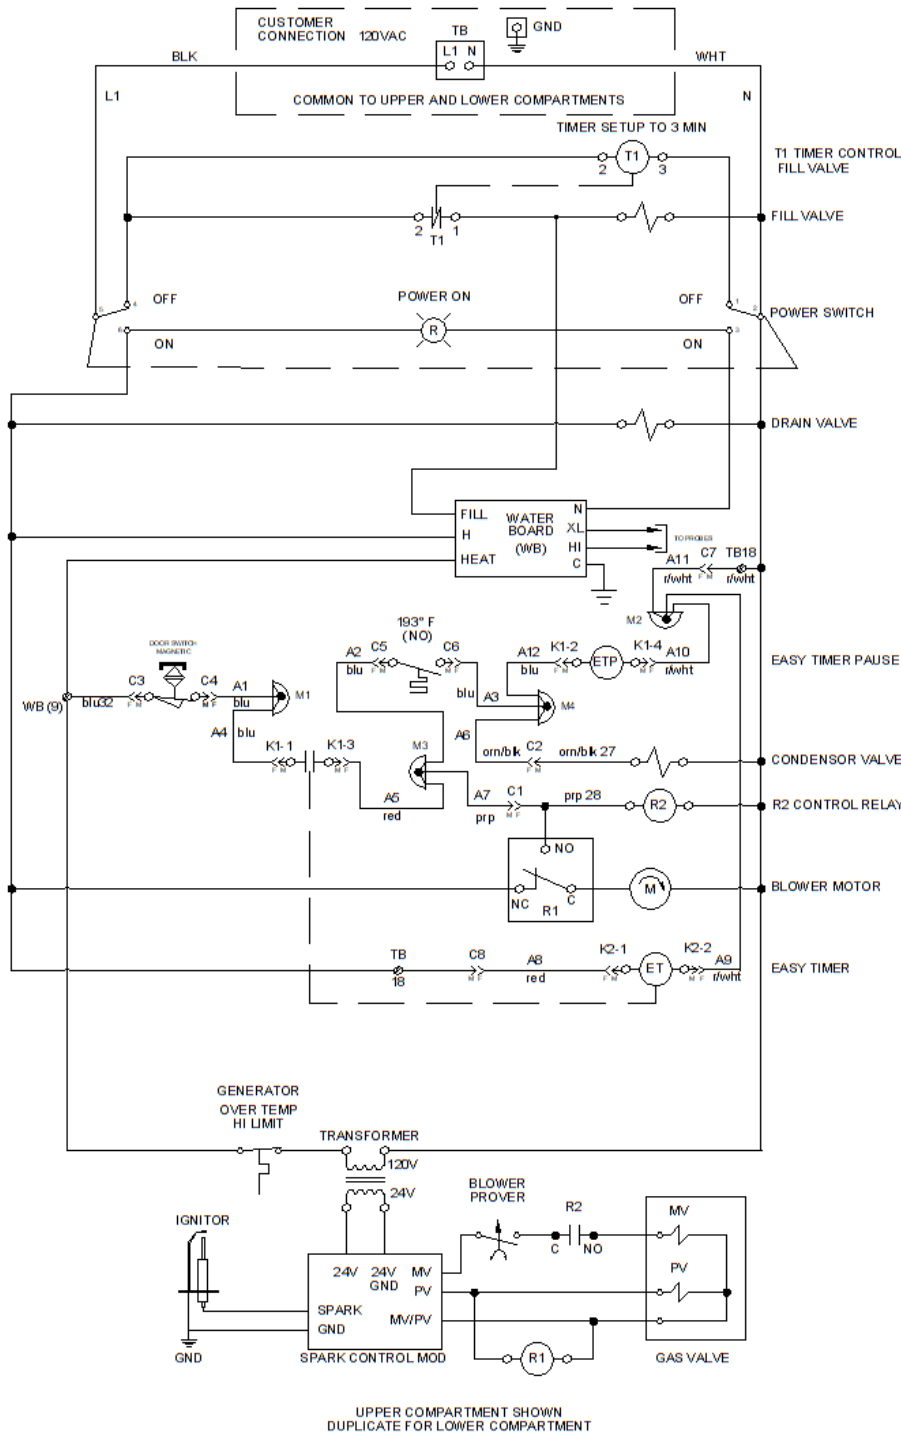 CUSTOMER
CONNECTION 120VAC
TB
GND
L1 N
BLK
WHT
L1
N
COMMON TO UPPER AND LOWER COMPARTMENTS
TIMER SETUP TO 3 MIN
T1
2
3
T1 TIMER CONTROL
FILL VALVE
2
1
T1
FILL VALVE
OFF
POWER ON
OFF
5
4
1
2
POWER SWITCH
6
R
3
ON
ON
DRAIN VALVE
FILL
WATER
BOARD
(WB)
N
H
XL
TO PROBES
HEAT
HI
C
A11
C7
TB18
r/wht
F M
r/wht
M2
193° F
(NO)
DOOR SWITCH
MAGNETIC
A2
C5
C6
A12
K1-2
ETP
K1-4
A10
EASY TIMER PAUSE
blu
F M
M F
blu
F M
M F
r/wht
C3
C4
A1
M1
blu
A3
M4
WB (9)
blu32
F M
M F
blu
A4
blu
A6
orn/blk
C2
orn/blk 27
F M
CONDENSOR VALVE
K1-1
K1-3
M3
F M
M F
A5
red
A7
C1
prp 28
R2
R2 CONTROL RELAY
prp
M F
NO
NC
C
R1
M
BLOWER MOTOR
TB
C8
A8
K2-1
ET
K2-2
A9
EASY TIMER
18
M F
red
F M
M F
r/wht
GENERATOR
OVER TEMP
HI LIMIT
TRANSFORMER
120V
24V
BLOWER
PROVER
R2
MV
IGNITOR
C
NO
24V
24V
GND
MV
PV
PV
SPARK
MV/PV
GND
GND
SPARK CONTROL MOD
R1
GAS VALVE
UPPER COMPARTMENT SHOWN
DUPLICATE FOR LOWER COMPARTMENT